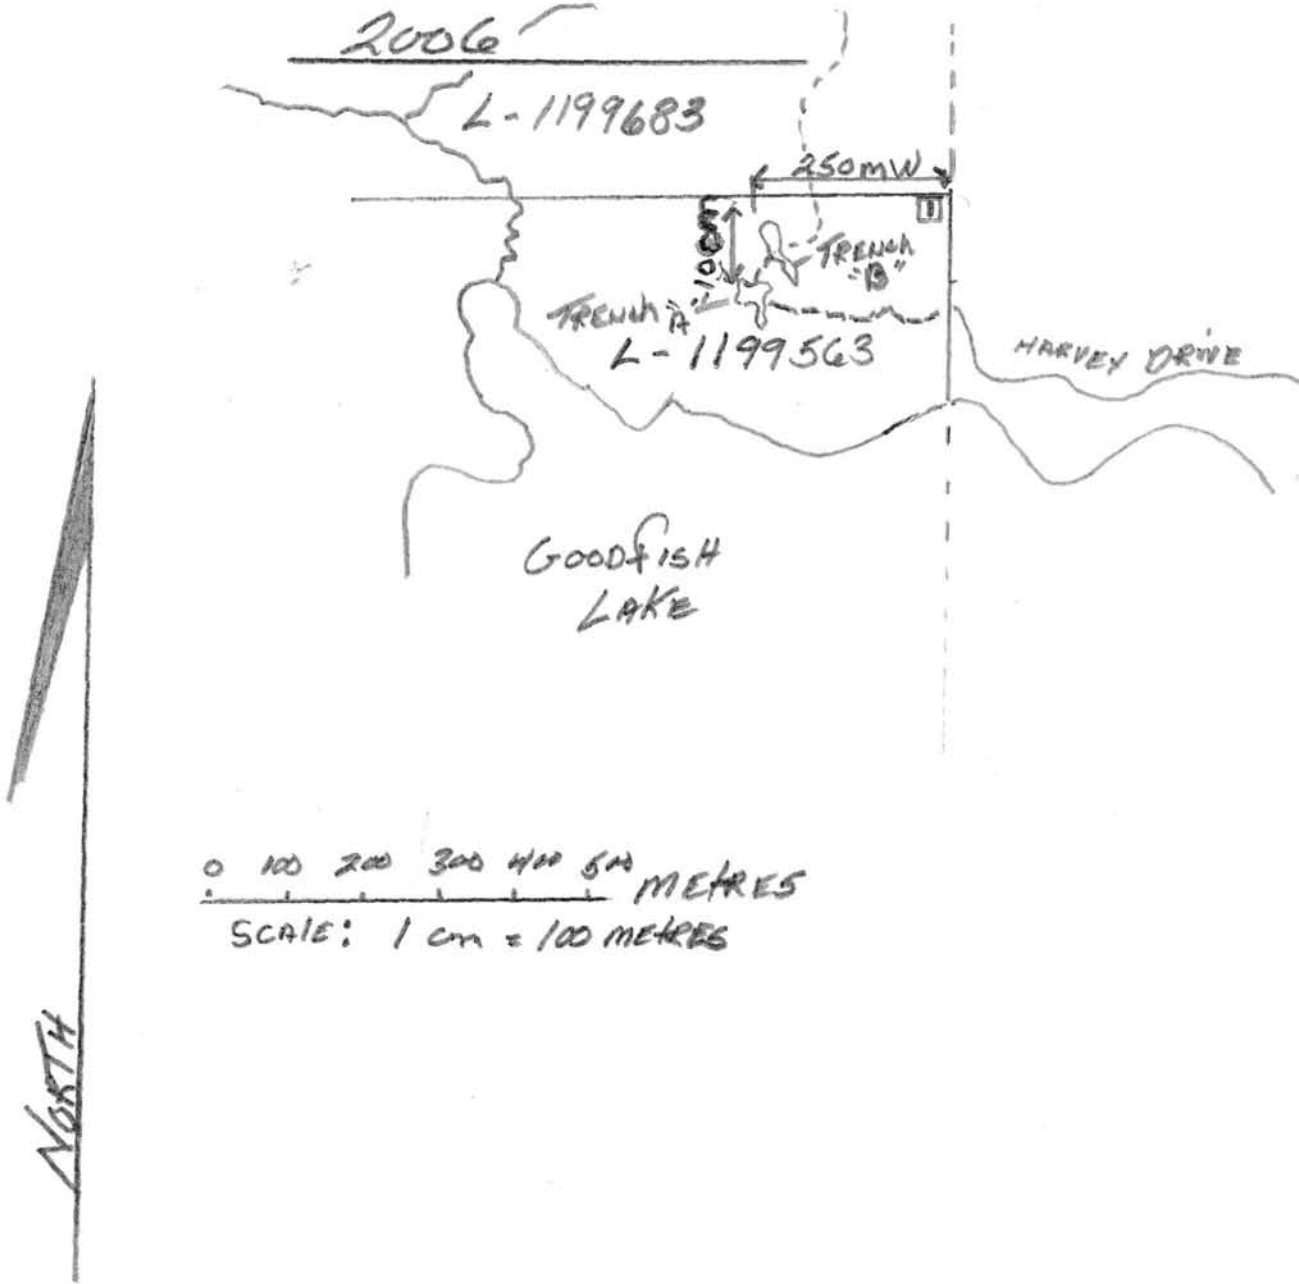 2006
L-1199683
250mW
1
100m
TRENCH "B"
TRENCH "A"
L-1199563
HARVEY DRIVE
GOODFISH
LAKE
0 100 200 300 400 500 METRES
SCALE: 1 cm = 100 METRES
NORTH